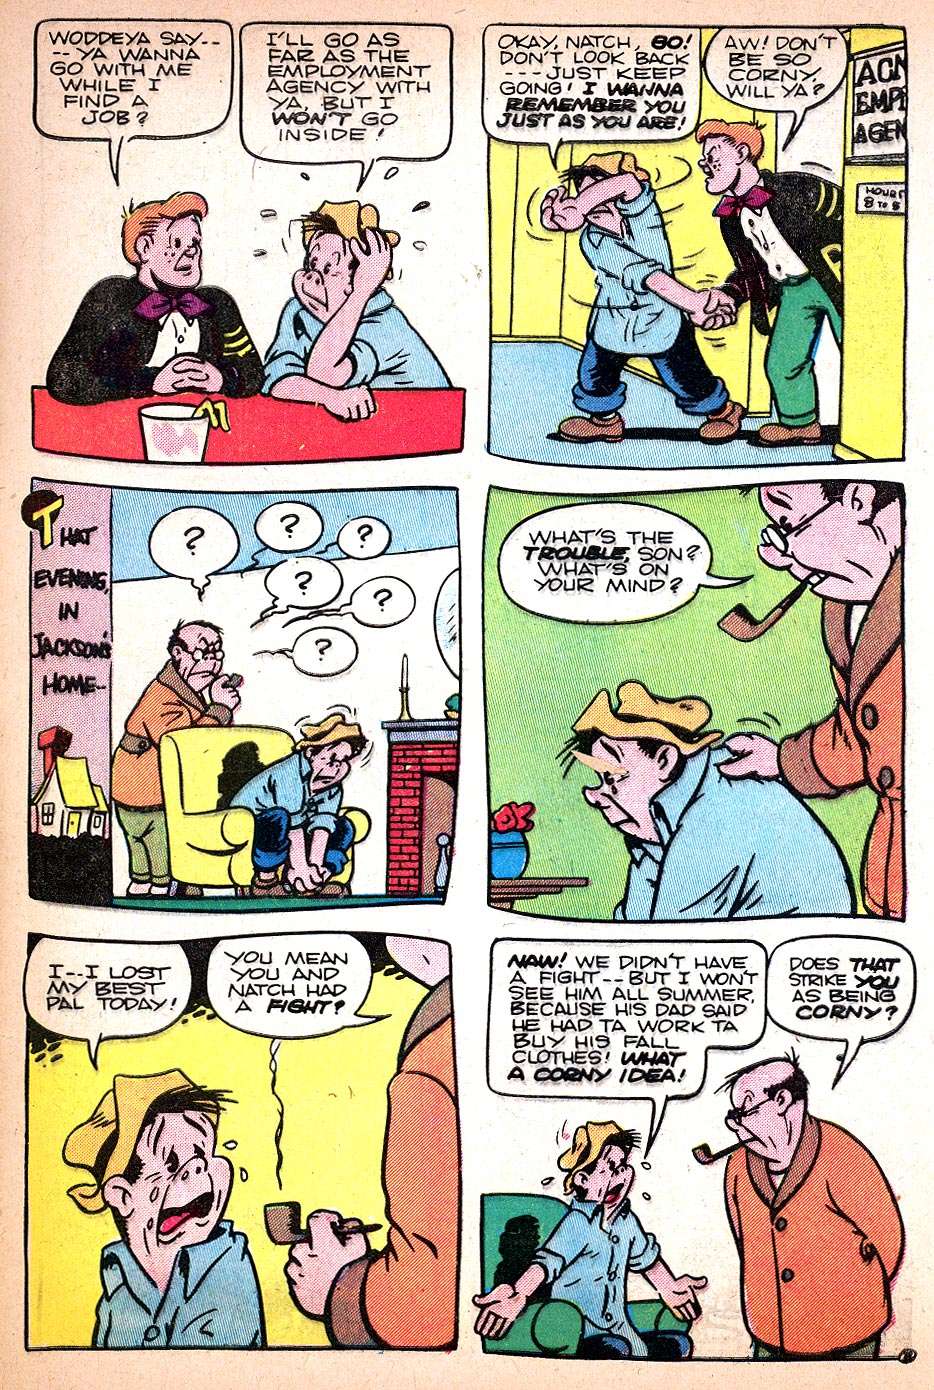 WODDEYA SAY--
-- YA WANNA
GO WITH ME
WHILE I
FIND A
JOB?
I'LL GO AS
FAR AS THE
EMPLOYMENT
AGENCY WITH
YA, BUT I
WON'T GO
INSIDE!
OKAY, NATCH, GO!
DON'T LOOK BACK
---JUST KEEP
GOING! I WANNA
REMEMBER YOU
JUST AS YOU ARE!
AW! DON'T
BE SO
CORNY,
WILL YA?
ACM
EMPL
AGEN
HOURS
8 TO 5
THAT
EVENING,
IN
JACKSON'S
HOME--
?
?
?
?
?
?
WHAT'S THE
TROUBLE, SON?
WHAT'S ON
YOUR MIND?
I--I LOST
MY BEST
PAL TODAY!
YOU MEAN
YOU AND
NATCH HAD
A FIGHT?
NAW! WE DIDN'T HAVE
A FIGHT--BUT I WON'T
SEE HIM ALL SUMMER,
BECAUSE HIS DAD SAID
HE HAD TA WORK TA
BUY HIS FALL
CLOTHES! WHAT
A CORNY IDEA!
DOES THAT
STRIKE YOU
AS BEING
CORNY?